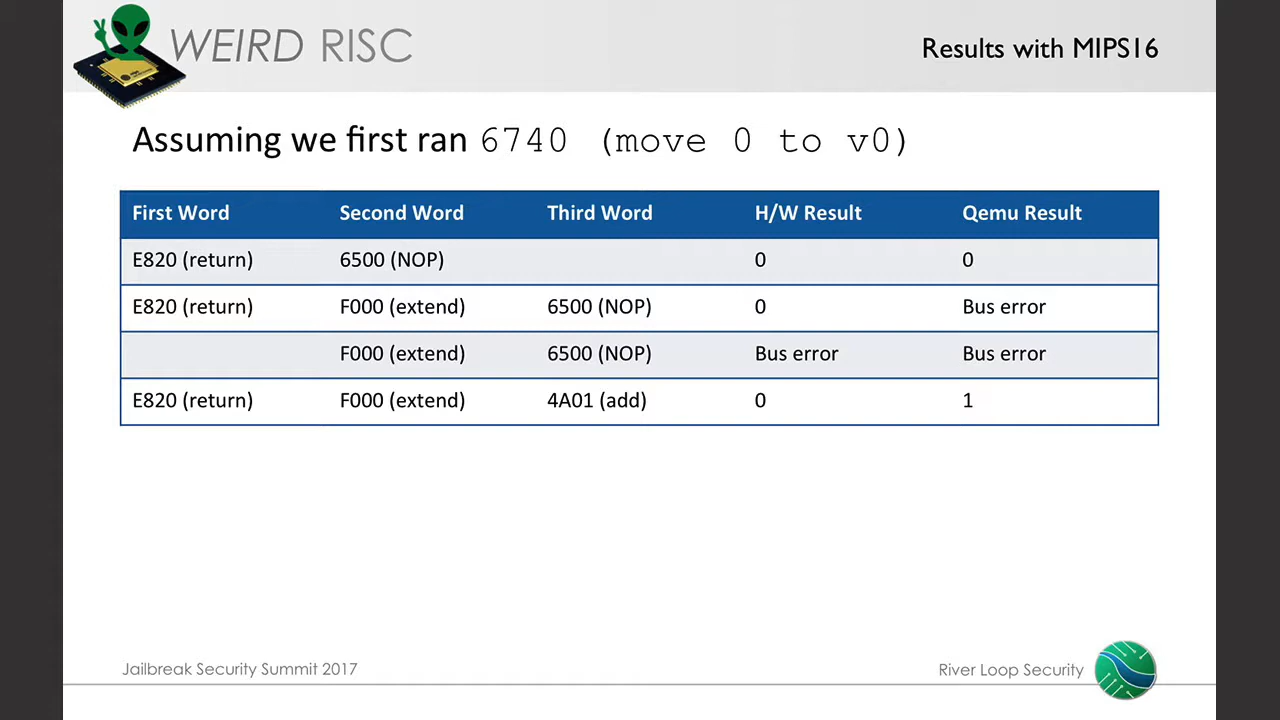 WEIRD RISC
Results with MIPS16
Assuming we first ran 6740 (move 0 to v0)
First Word Second Word Third Word H/W Result Qemu Result
E820 (return) 6500 (NOP) 0 0
E820 (return) F000 (extend) 6500 (NOP) 0 Bus error
F000 (extend) 6500 (NOP) Bus error Bus error
E820 (return) F000 (extend) 4A01 (add) 0 1
Jailbreak Security Summit 2017
River Loop Security